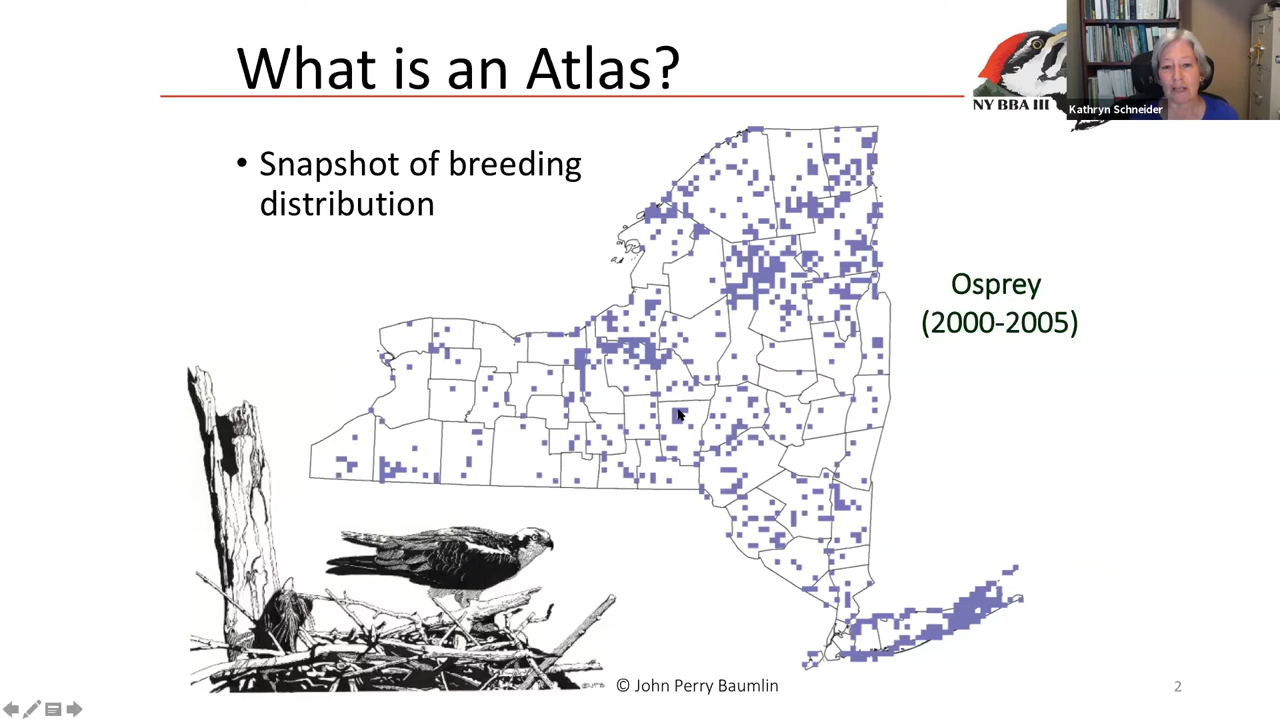 What is an Atlas?
NY BBA III
Kathryn Schneider
• Snapshot of breeding
distribution
Osprey
(2000-2005)
© John Perry Baumlin
2